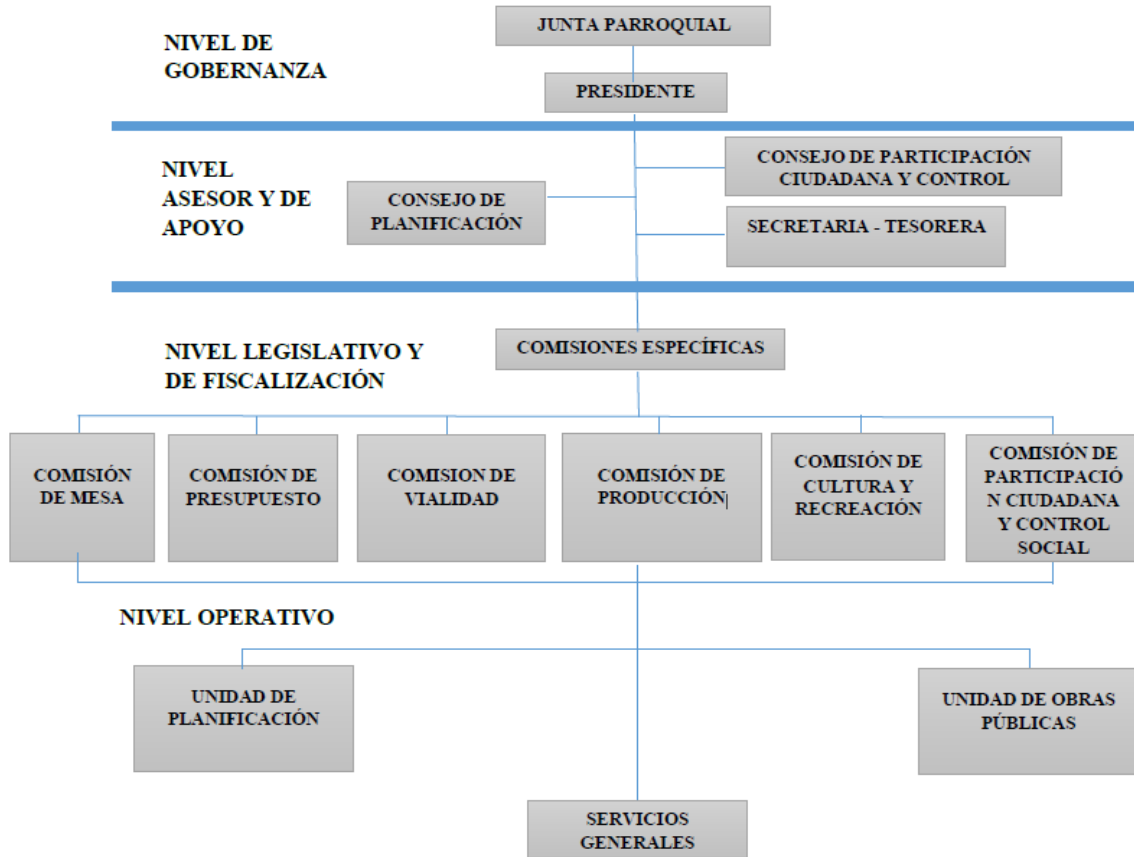 NIVEL DE
GOBERNANZA
JUNTA PARROQUIAL
PRESIDENTE
NIVEL
ASESOR Y DE
APOYO
CONSEJO DE
PLANIFICACIÓN
CONSEJO DE PARTICIPACIÓN
CIUDADANA Y CONTROL
SECRETARIA - TESORERA
NIVEL LEGISLATIVO Y
DE FISCALIZACIÓN
COMISIONES ESPECÍFICAS
COMISIÓN
DE MESA
COMISIÓN DE
PRESUPUESTO
COMISION DE
VIALIDAD
COMISIÓN DE
PRODUCCIÓN
COMISIÓN DE
CULTURA Y
RECREACIÓN
COMISIÓN DE
PARTICIPACIÓ
N CIUDADANA
Y CONTROL
SOCIAL
NIVEL OPERATIVO
UNIDAD DE
PLANIFICACIÓN
UNIDAD DE OBRAS
PÚBLICAS
SERVICIOS
GENERALES